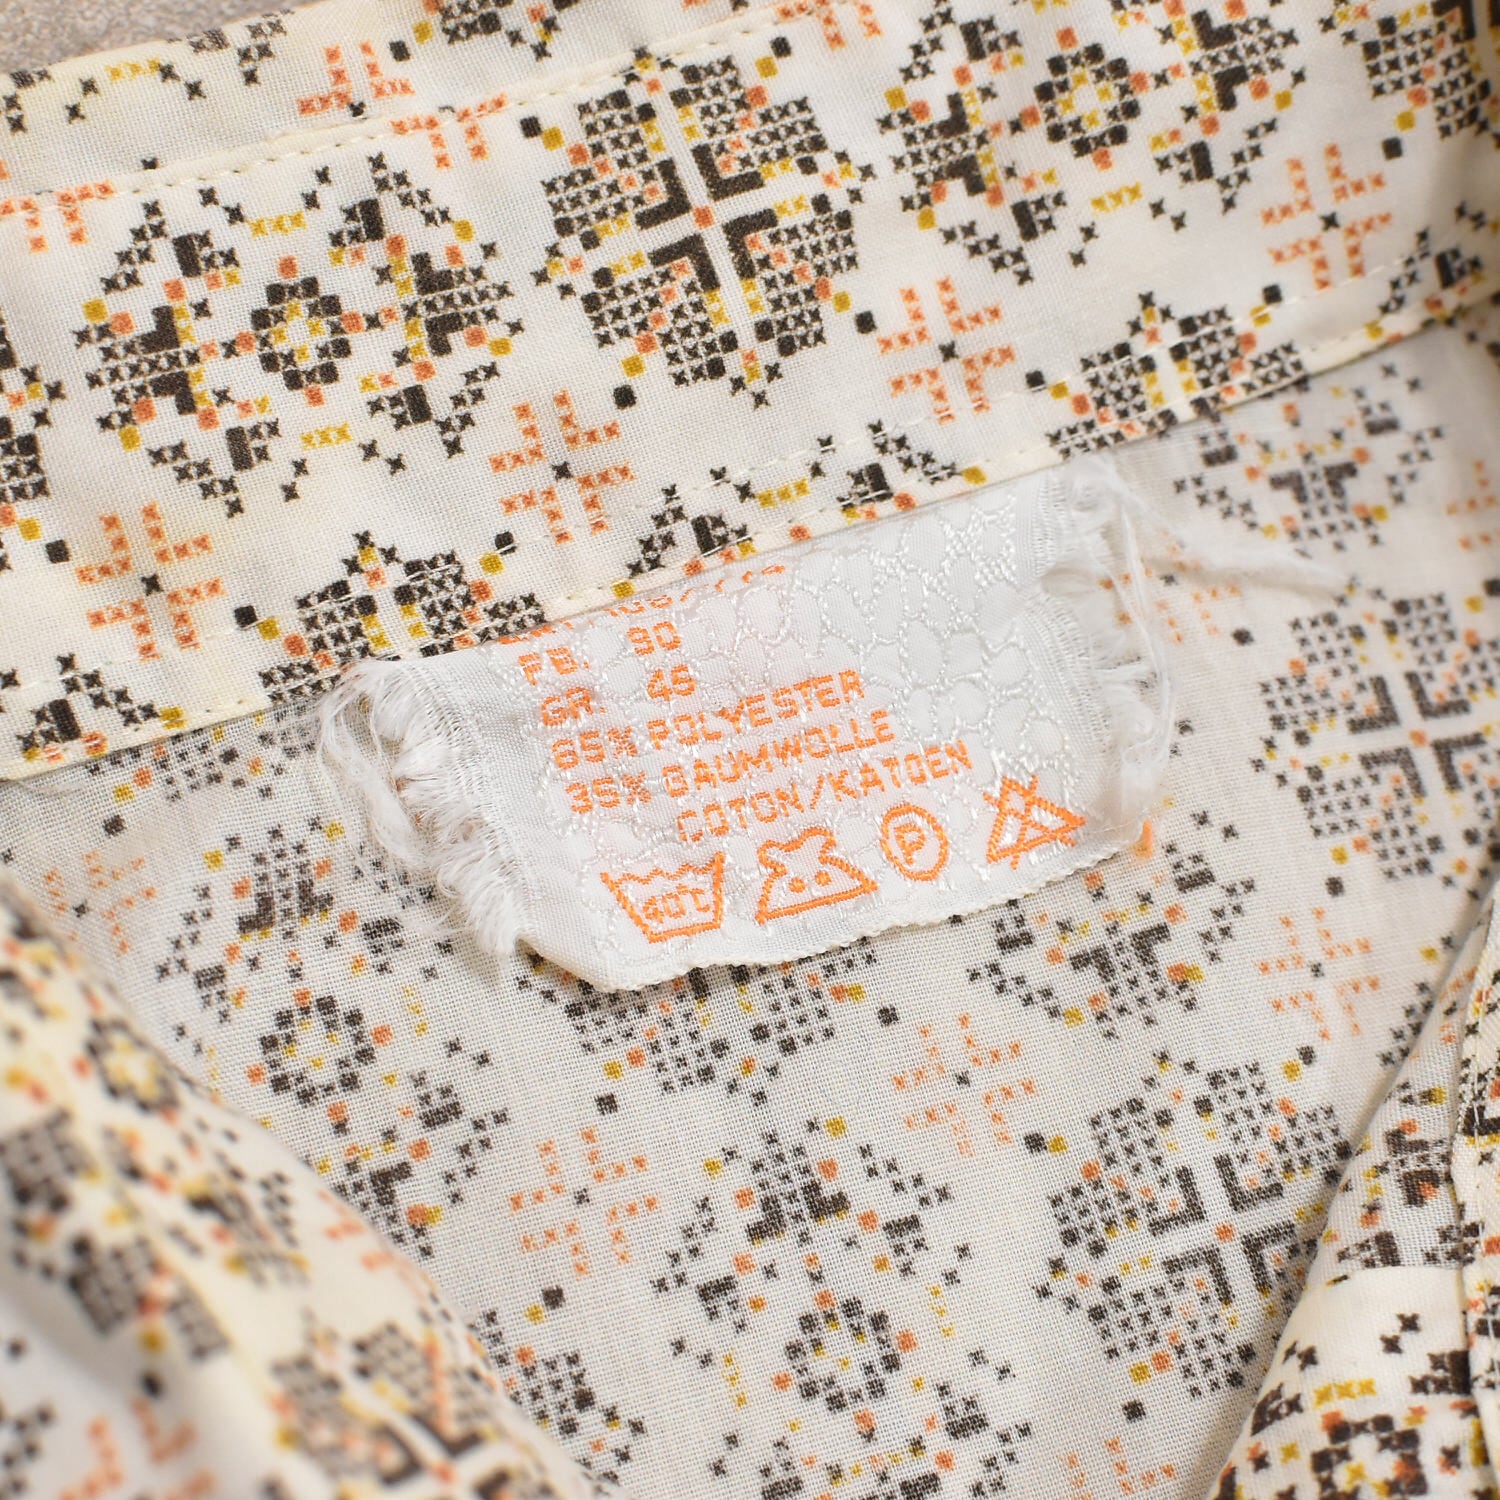 FB. 90
GR. 46
65% POLYESTER
35% BAUMWOLLE
COTON/KATOEN
40°C P